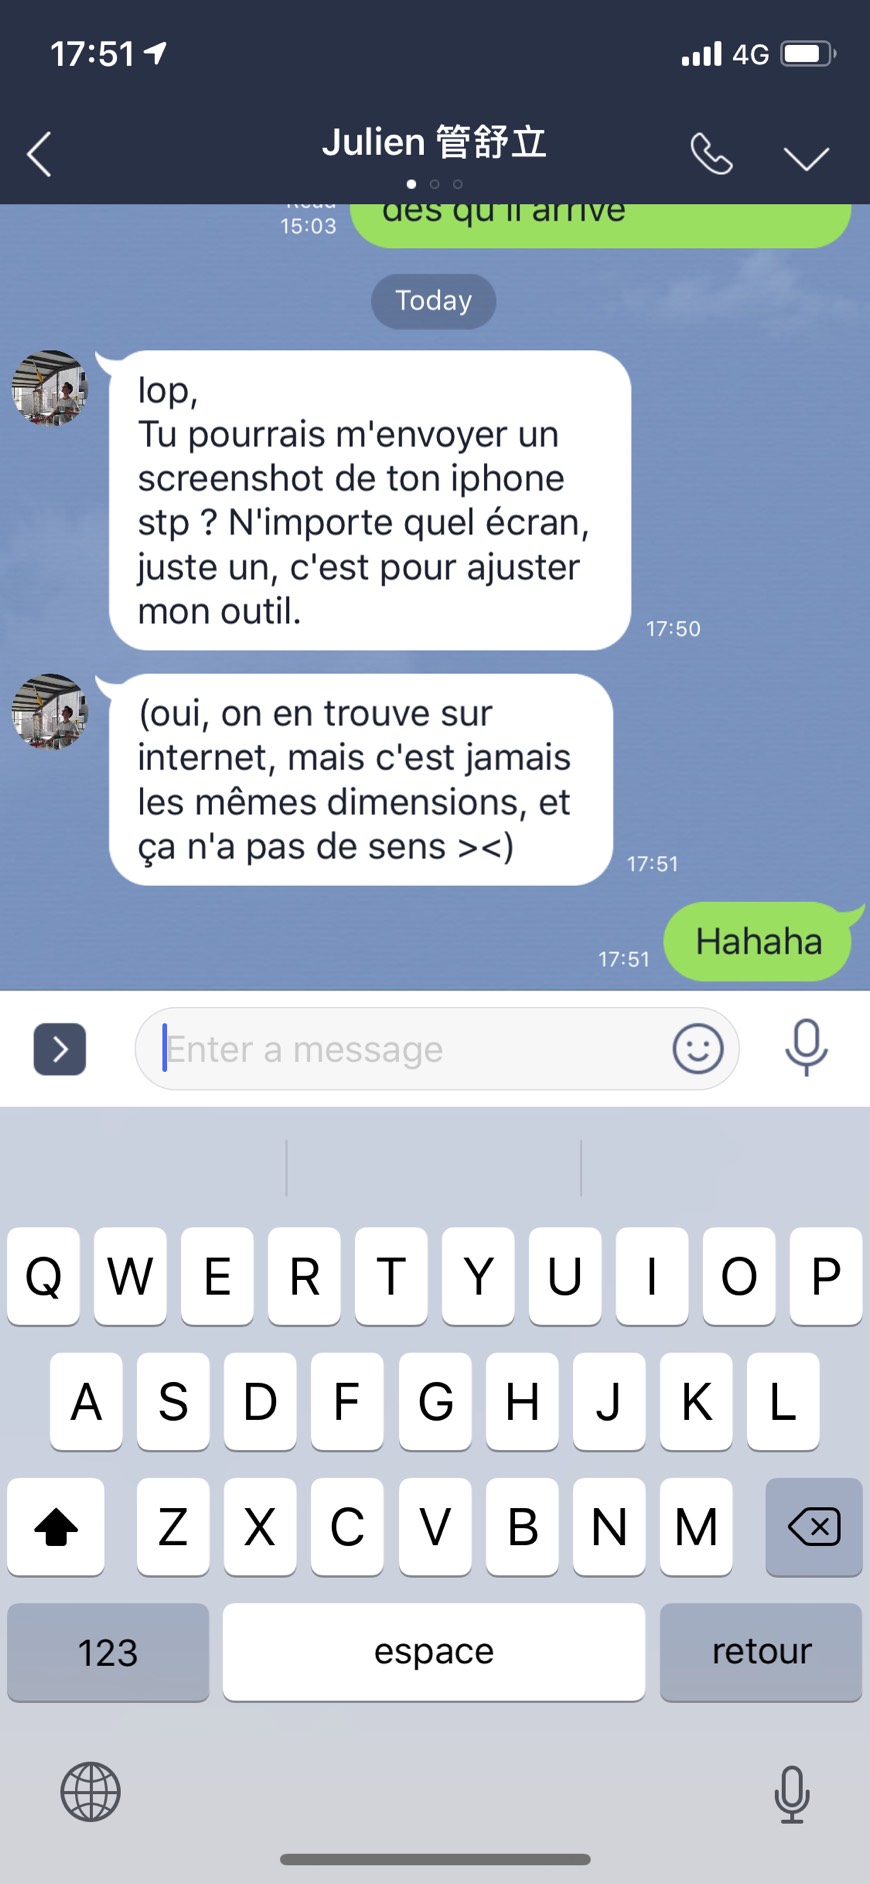 17:51
4G
Julien 管舒立
Read
15:03
dès qu'il arrive
Today
lop,
Tu pourrais m'envoyer un
screenshot de ton iphone
stp ? N'importe quel écran,
juste un, c'est pour ajuster
mon outil.
17:50
(oui, on en trouve sur
internet, mais c'est jamais
les mêmes dimensions, et
ça n'a pas de sens ><)
17:51
Hahaha
17:51
Enter a message
Q W E R T Y U I O P
A S D F G H J K L
Z X C V B N M
123
espace
retour